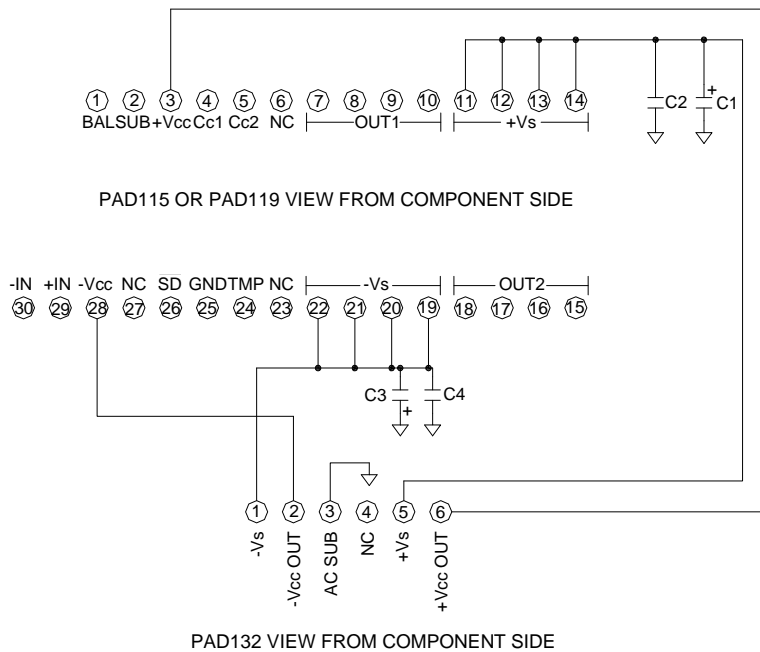 1 2 3 4 5 6 7 8 9 10 11 12 13 14
C2 + C1
BAL SUB +Vcc Cc1 Cc2 NC OUT1 +Vs
PAD115 OR PAD119 VIEW FROM COMPONENT SIDE
-IN +IN -Vcc NC SD GND TMP NC -Vs OUT2
30 29 28 27 26 25 24 23 22 21 20 19 18 17 16 15
C3 + C4
1 2 3 4 5 6
-Vs
-Vcc OUT
AC SUB
NC
+Vs
+Vcc OUT
PAD132 VIEW FROM COMPONENT SIDE